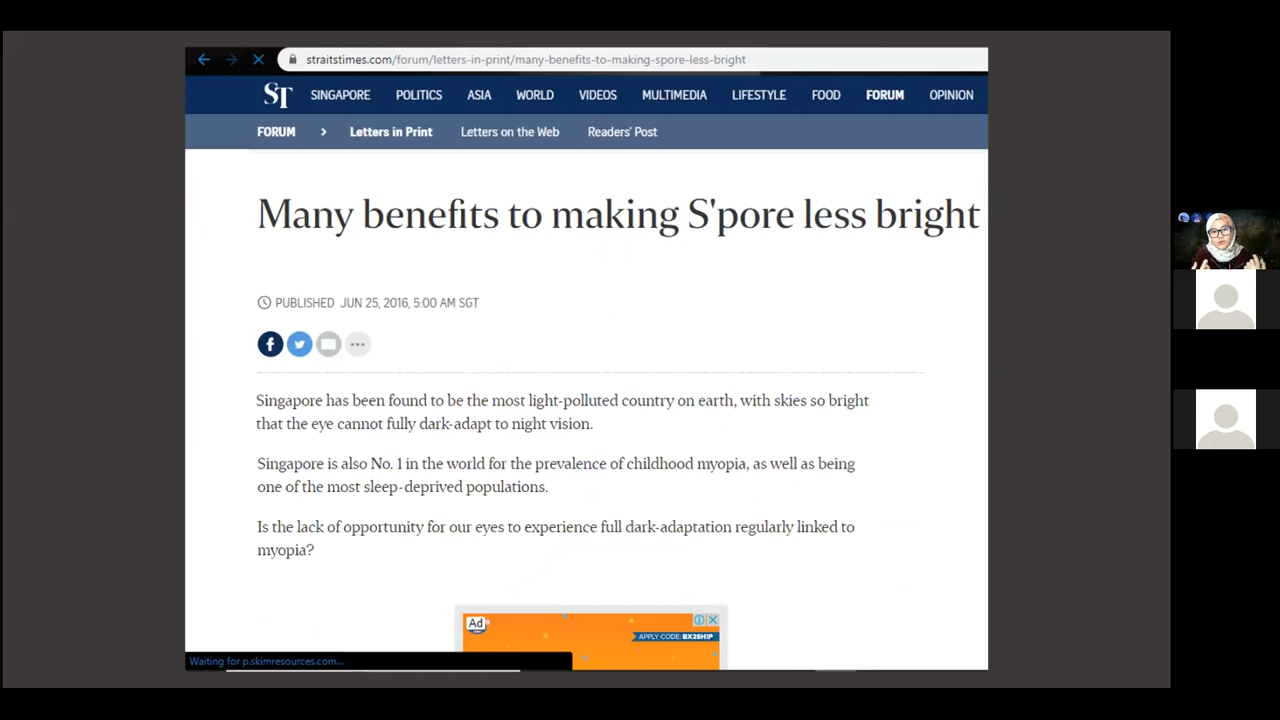 straitstimes.com/forum/letters-in-print/many-benefits-to-making-spore-less-bright
ST SINGAPORE POLITICS ASIA WORLD VIDEOS MULTIMEDIA LIFESTYLE FOOD FORUM OPINION
FORUM > Letters in Print Letters on the Web Readers' Post
Many benefits to making S'pore less bright
PUBLISHED JUN 25, 2016, 5:00 AM SGT
Singapore has been found to be the most light-polluted country on earth, with skies so bright
that the eye cannot fully dark-adapt to night vision.
Singapore is also No. 1 in the world for the prevalence of childhood myopia, as well as being
one of the most sleep-deprived populations.
Is the lack of opportunity for our eyes to experience full dark-adaptation regularly linked to
myopia?
Ad
APPLY CODE: BX2SHIP
Waiting for p.skimresources.com...